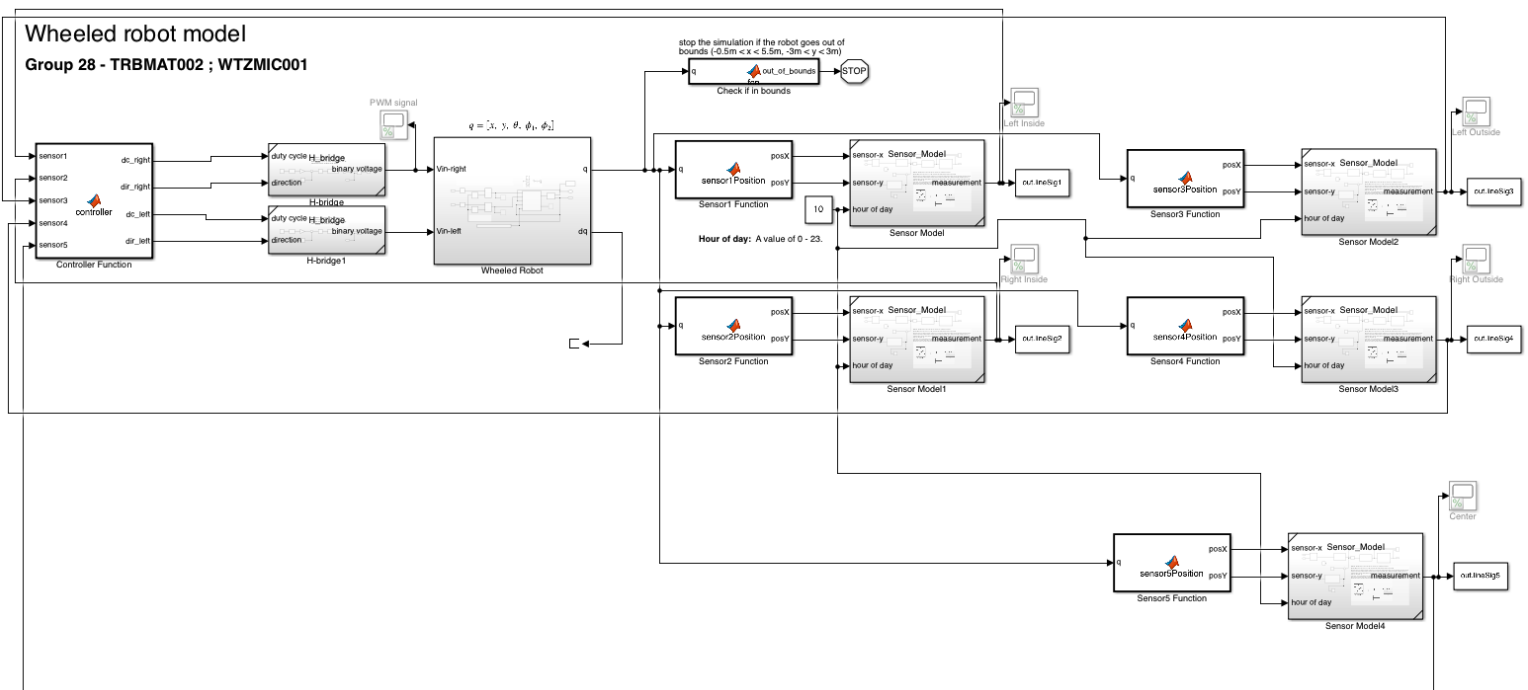 Wheeled robot model
Group 28 - TRBMAT002 ; WTZMIC001
stop the simulation if the robot goes out of
bounds (-0.5m < x < 5.5m, -3m < y < 3m)
q
out_of_bounds
fcn
STOP
Check if in bounds
PWM signal
q = [x, y, θ, ϕ₁, ϕ₂]
Left Inside
Left Outside
sensor1
sensor2
sensor3
sensor4
sensor5
controller
dc_right
dir_right
dc_left
dir_left
Controller Function
duty cycle
H_bridge
binary voltage
direction
H-bridge
duty cycle
H_bridge
binary voltage
direction
H-bridge1
Vin-right
Vin-left
q
dq
Wheeled Robot
q
sensor1Position
posX
posY
Sensor1 Function
10
Hour of day: A value of 0 - 23.
sensor-x
Sensor_Model
sensor-y
measurement
hour of day
Sensor Model
out.lineSig1
q
sensor3Position
posX
posY
Sensor3 Function
sensor-x
Sensor_Model
sensor-y
measurement
hour of day
Sensor Model2
out.lineSig3
Right Inside
Right Outside
q
sensor2Position
posX
posY
Sensor2 Function
sensor-x
Sensor_Model
sensor-y
measurement
hour of day
Sensor Model1
out.lineSig2
q
sensor4Position
posX
posY
Sensor4 Function
sensor-x
Sensor_Model
sensor-y
measurement
hour of day
Sensor Model3
out.lineSig4
Center
q
sensor5Position
posX
posY
Sensor5 Function
sensor-x
Sensor_Model
sensor-y
measurement
hour of day
Sensor Model4
out.lineSig5